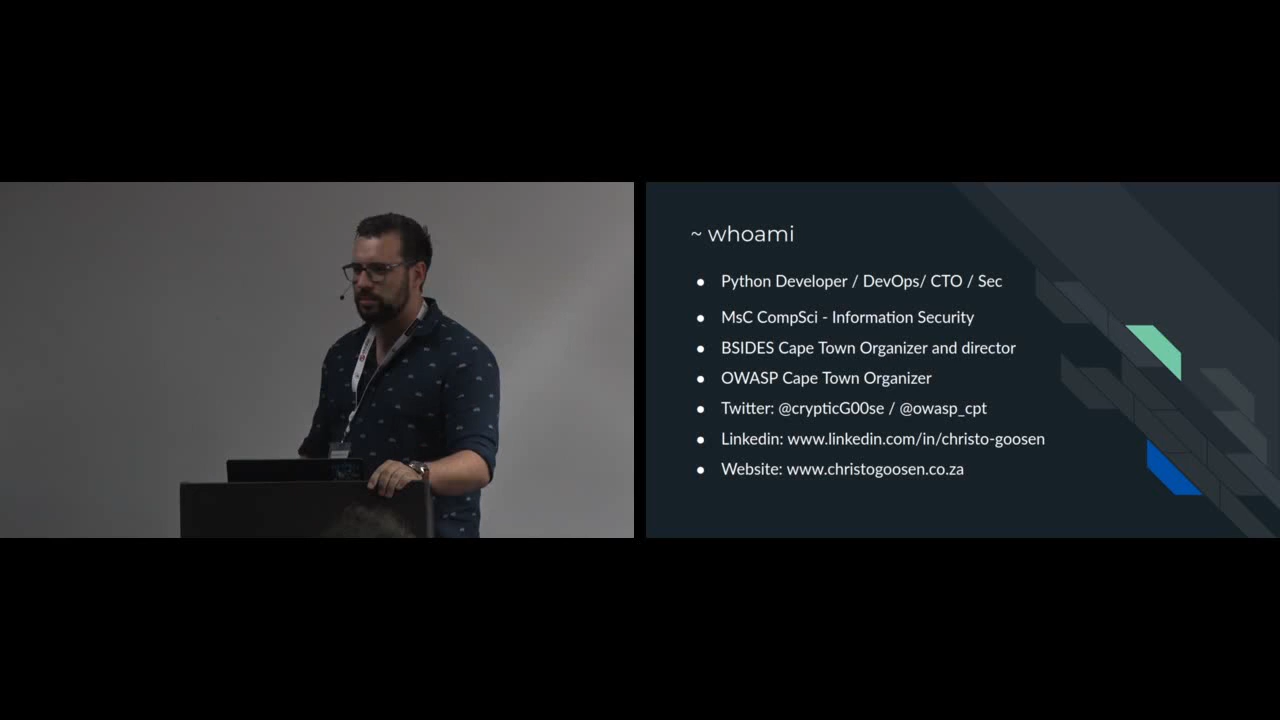 ~ whoami
● Python Developer / DevOps/ CTO / Sec
● MsC CompSci - Information Security
● BSIDES Cape Town Organizer and director
● OWASP Cape Town Organizer
● Twitter: @crypticG00se / @owasp_cpt
● Linkedin: www.linkedin.com/in/christo-goosen
● Website: www.christogoosen.co.za